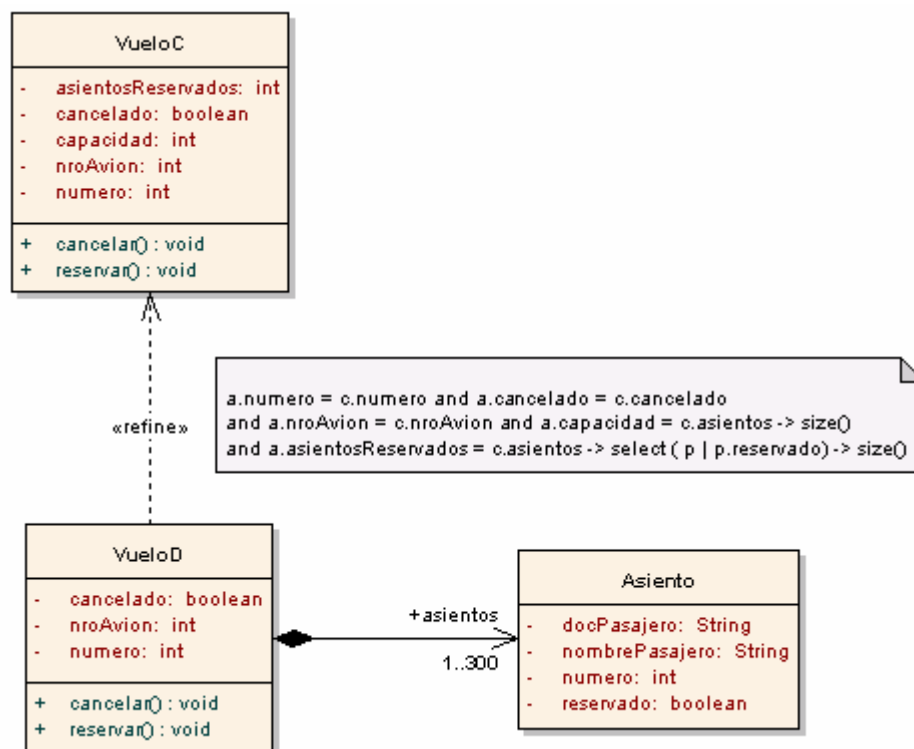 VueloC
- asientosReservados: int
- cancelado: boolean
- capacidad: int
- nroAvion: int
- numero: int
+ cancelar() : void
+ reservar() : void
«refine»
a.numero = c.numero and a.cancelado = c.cancelado
and a.nroAvion = c.nroAvion and a.capacidad = c.asientos -> size()
and a.asientosReservados = c.asientos -> select ( p | p.reservado) -> size()
VueloD
- cancelado: boolean
- nroAvion: int
- numero: int
+ cancelar() : void
+ reservar() : void
+asientos
1..300
Asiento
- docPasajero: String
- nombrePasajero: String
- numero: int
- reservado: boolean